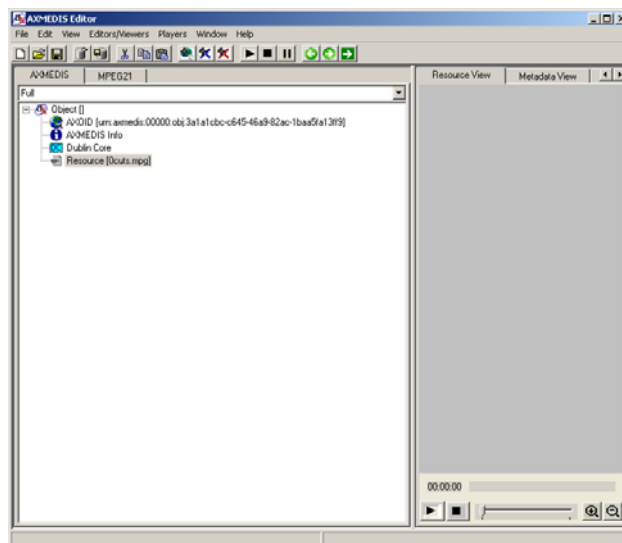 AXMEDIS Editor
File Edit View Editors/Viewers Players Window Help
AXMEDIS MPEG21
Full
Object []
AXOID [urn:axmedis:00000:obj:3a1a1cbc-c645-46a9-82ac-1baa5fa13ff9]
AXMEDIS Info
Dublin Core
Resource [0cuts.mpg]
Resource View Metadata View
00:00:00